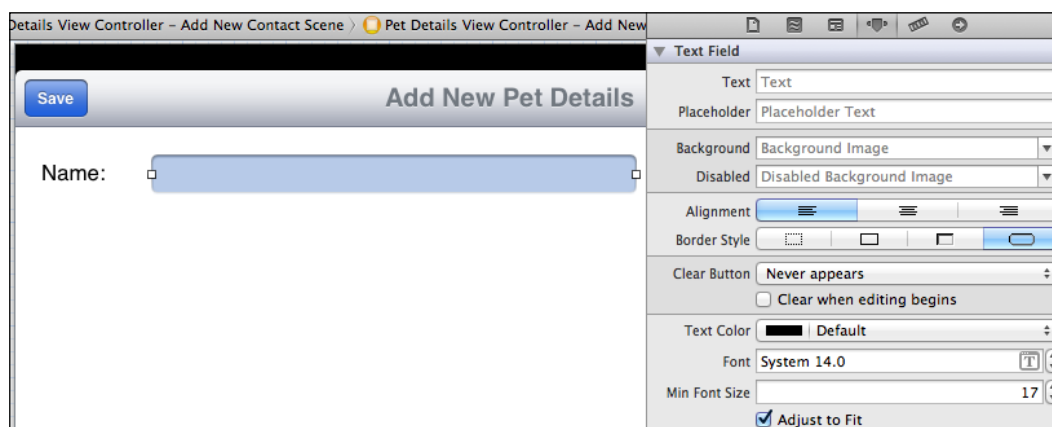 Details View Controller – Add New Contact Scene 〉 Pet Details View Controller – Add New
Save
Add New Pet Details
Name:
Text Field
Text Text
Placeholder Placeholder Text
Background Background Image
Disabled Disabled Background Image
Alignment
Border Style
Clear Button Never appears
Clear when editing begins
Text Color Default
Font System 14.0
T
Min Font Size 17
Adjust to Fit